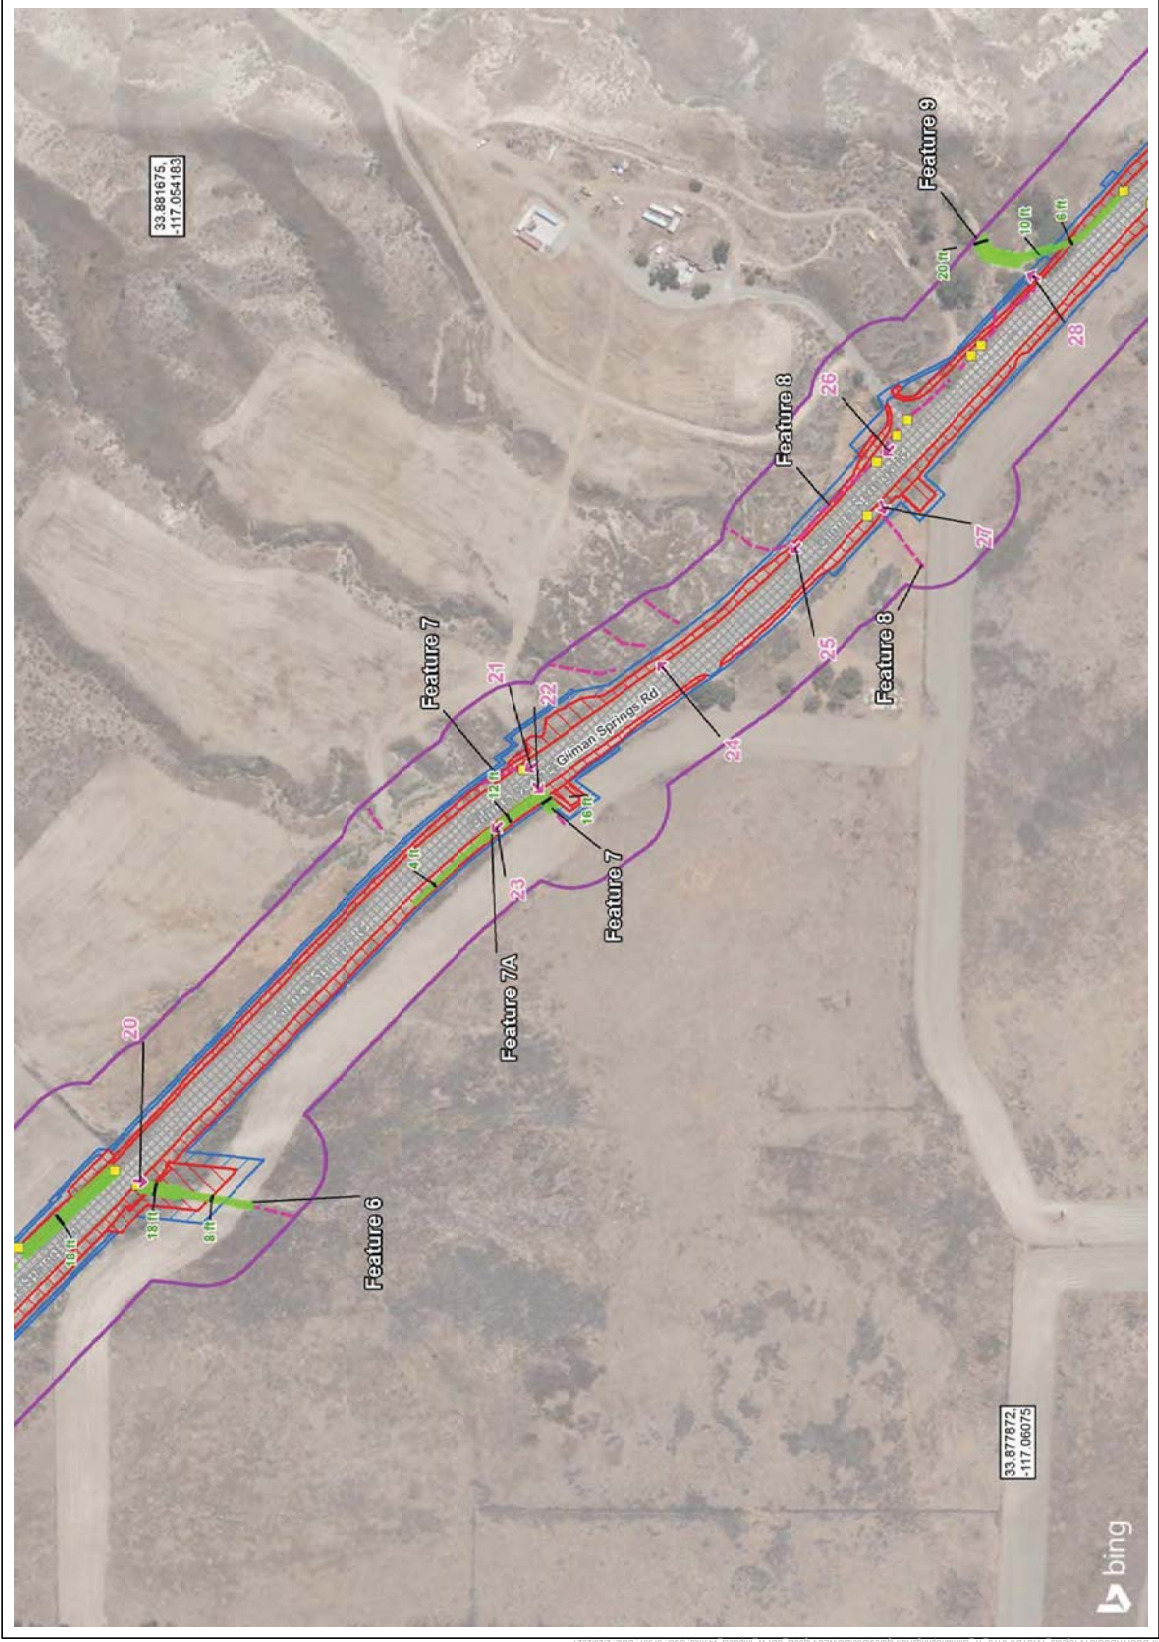 33.881675,
-117.054183
Feature 9
20 ft
10 ft
6 ft
28
26
Feature 8
27
25
Feature 8
Feature 7
21
22
12 ft
Gilman Springs Rd
24
16 ft
4 ft
23
Feature 7
Feature 7A
20
18 ft
8 ft
Feature 6
33.877872,
-117.06075
bing